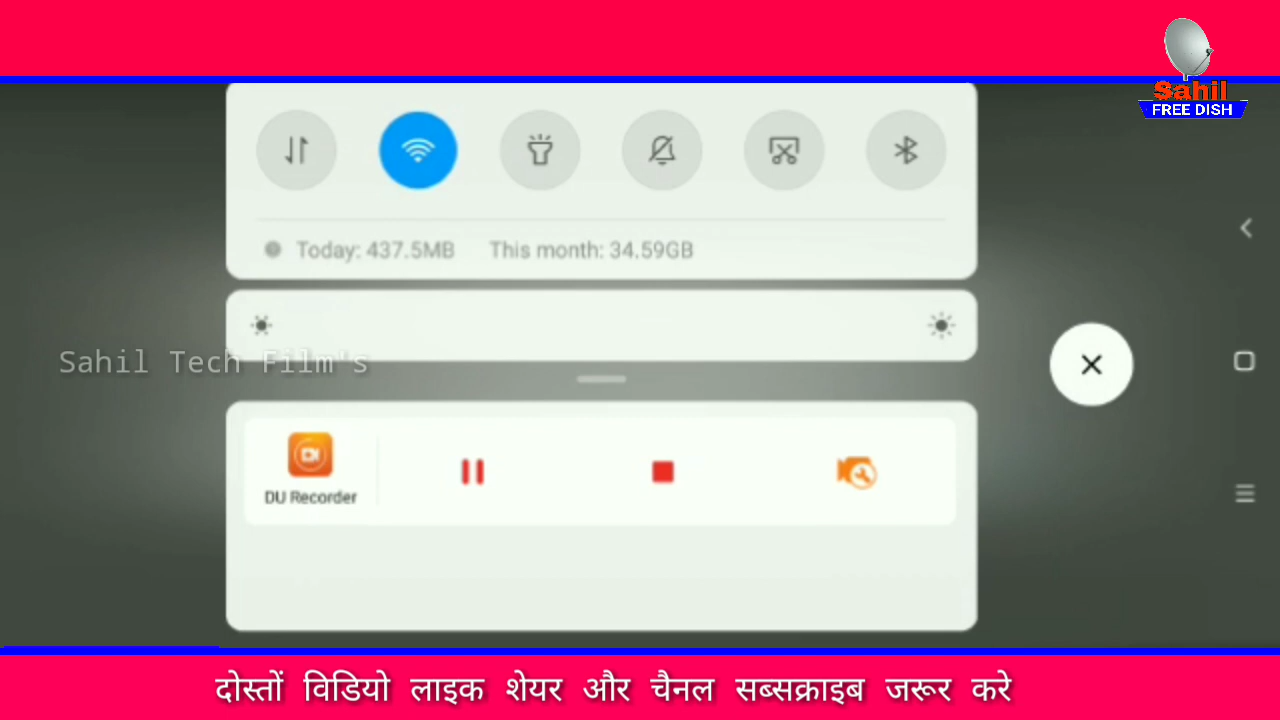 Sahil
FREE DISH
Today: 437.5MB This month: 34.59GB
Sahil Tech Film's
DU Recorder
दोस्तों विडियो लाइक शेयर और चैनल सब्सक्राइब जरूर करे